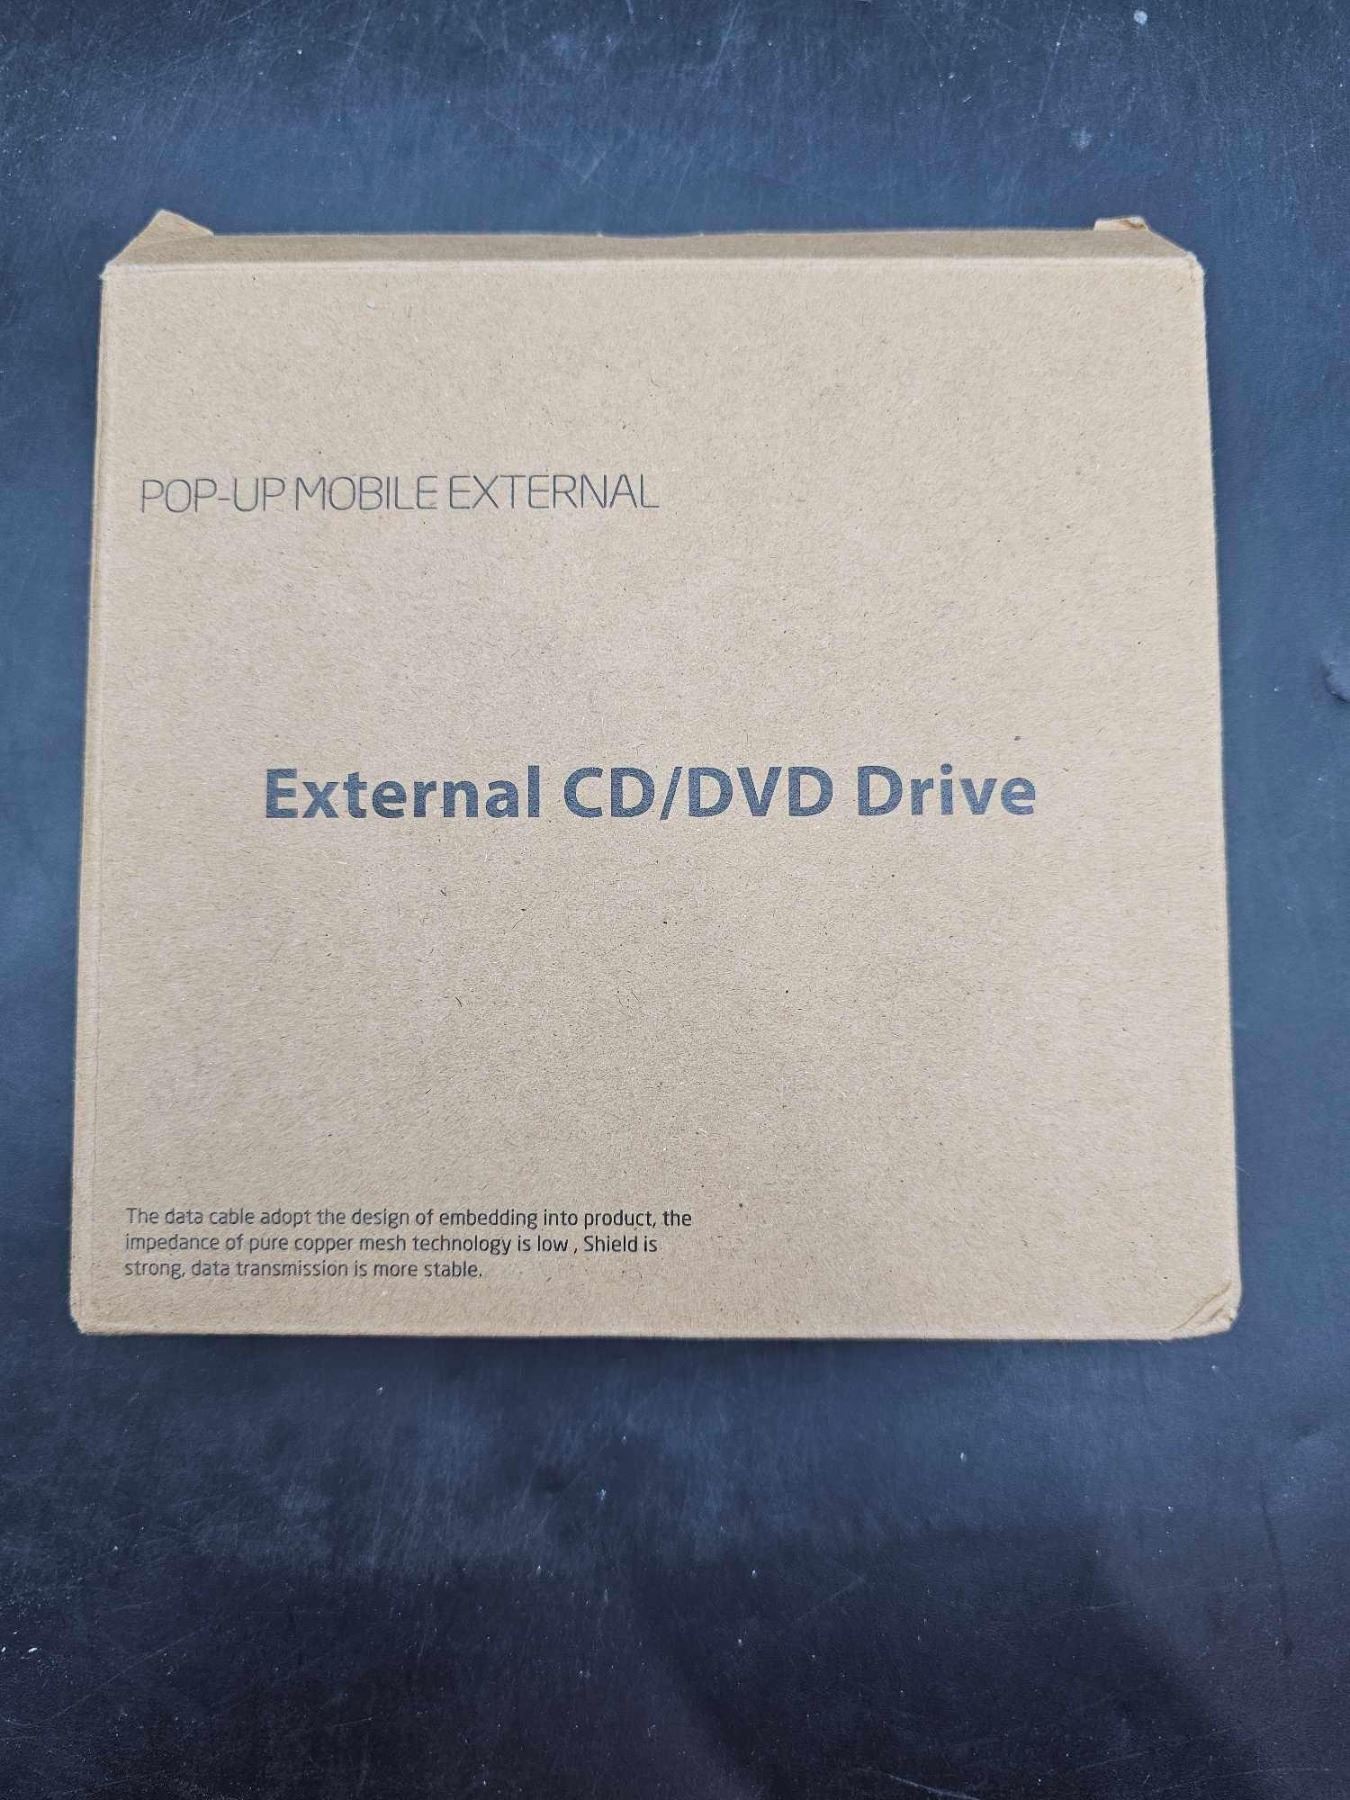 POP-UP MOBILE EXTERNAL
External CD/DVD Drive
The data cable adopt the design of embedding into product, the
impedance of pure copper mesh technology is low , Shield is
strong, data transmission is more stable.